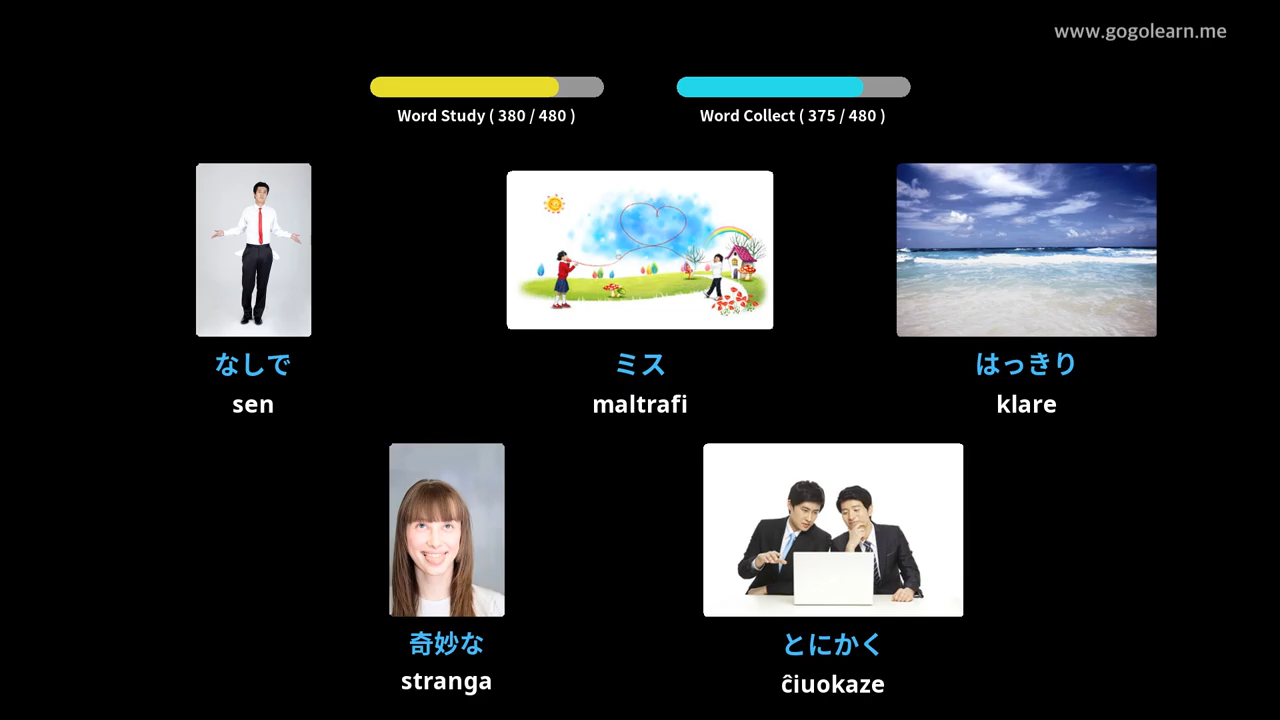 www.gogolearn.me
Word Study ( 380 / 480 )
Word Collect ( 375 / 480 )
なしで
sen
ミス
maltrafi
はっきり
klare
奇妙な
stranga
とにかく
ĉiuokaze